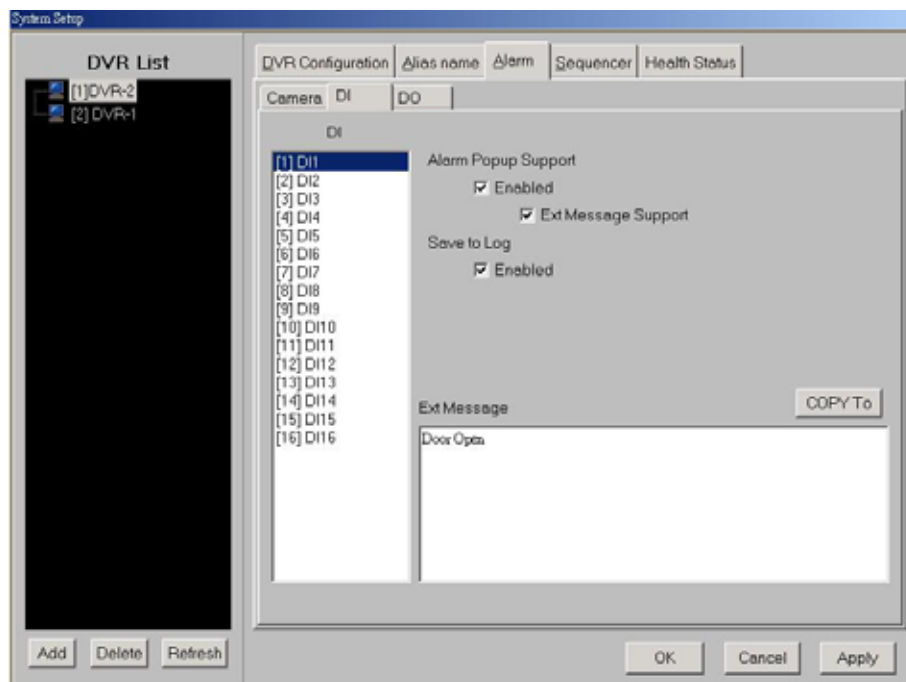 System Setup
DVR List
[1]DVR-2
[2] DVR-1
Add
Delete
Refresh
DVR Configuration
Alias name
Alarm
Sequencer
Health Status
Camera
DI
DO
DI
[1] DI1
[2] DI2
[3] DI3
[4] DI4
[5] DI5
[6] DI6
[7] DI7
[8] DI8
[9] DI9
[10] DI10
[11] DI11
[12] DI12
[13] DI13
[14] DI14
[15] DI15
[16] DI16
Alarm Popup Support
Enabled
Ext Message Support
Save to Log
Enabled
Ext Message
COPY To
Door Optn
OK
Cancel
Apply